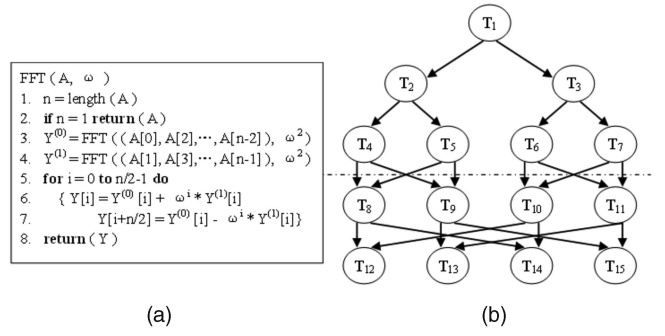 FFT(A, ω)
1. n=length(A)
2. if n=1 return(A)
3. Y⁽⁰⁾=FFT((A[0],A[2],⋯,A[n-2]), ω²)
4. Y⁽¹⁾=FFT((A[1],A[3],⋯,A[n-1]), ω²)
5. for i=0 to n/2-1 do
6. {Y[i]=Y⁽⁰⁾[i]+ ωⁱ*Y⁽¹⁾[i]
7. Y[i+n/2]=Y⁽⁰⁾[i]- ωⁱ*Y⁽¹⁾[i]}
8. return(Y)
(a)
T₁
T₂ T₃
T₄ T₅ T₆ T₇
T₈ T₉ T₁₀ T₁₁
T₁₂ T₁₃ T₁₄ T₁₅
(b)